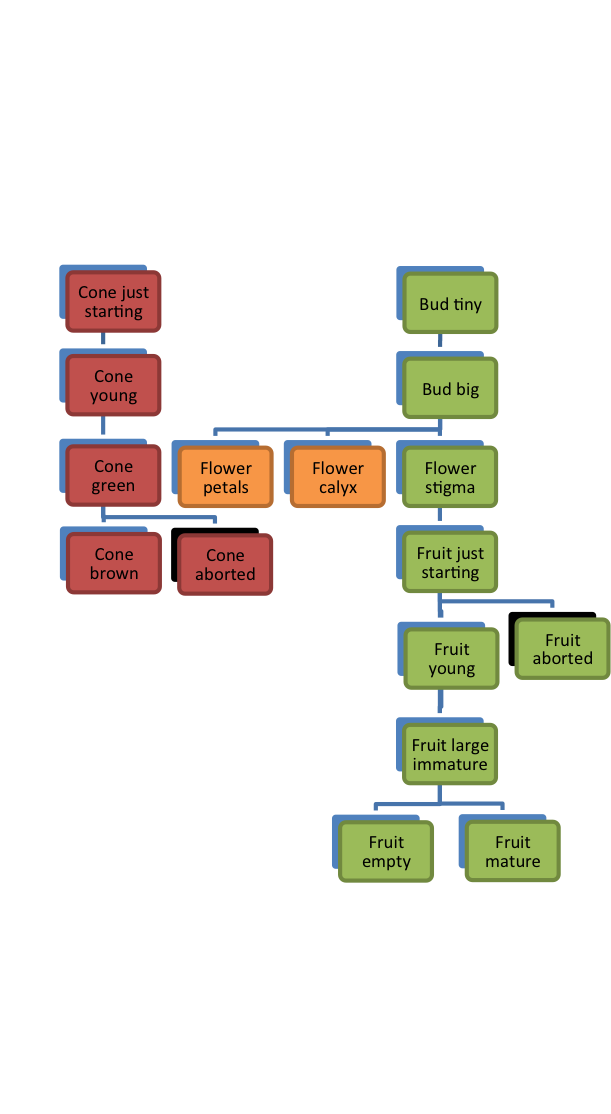 Cone just
starting
Bud tiny
Cone
young
Bud big
Cone
green
Flower
petals
Flower
calyx
Flower
stigma
Cone
brown
Cone
aborted
Fruit just
starting
Fruit
young
Fruit
aborted
Fruit large
immature
Fruit
empty
Fruit
mature